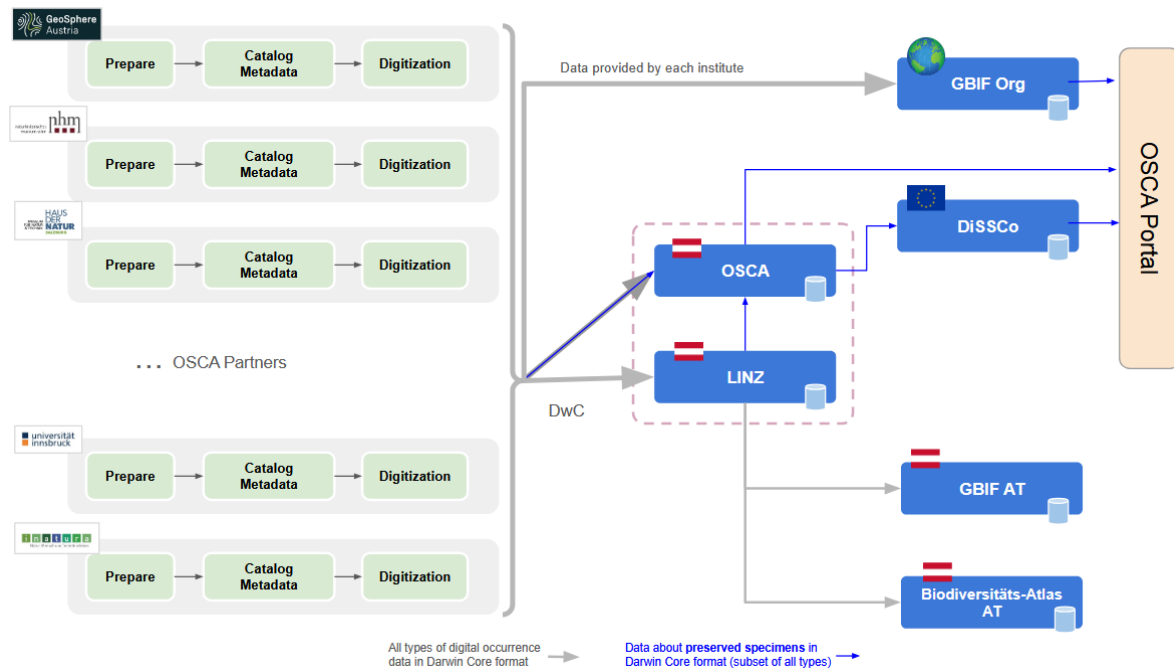 GeoSphere
Austria
Prepare
Catalog
Metadata
Digitization
nhm
Prepare
Catalog
Metadata
Digitization
HAUS
DER
NATUR
SALZBURG
Prepare
Catalog
Metadata
Digitization
... OSCA Partners
universität
innsbruck
Prepare
Catalog
Metadata
Digitization
inatura
Prepare
Catalog
Metadata
Digitization
Data provided by each institute
DwC
GBIF Org
OSCA
DiSSCo
LINZ
GBIF AT
Biodiversitäts-Atlas
AT
OSCA Portal
All types of digital occurrence
data in Darwin Core format
Data about preserved specimens in
Darwin Core format (subset of all types)